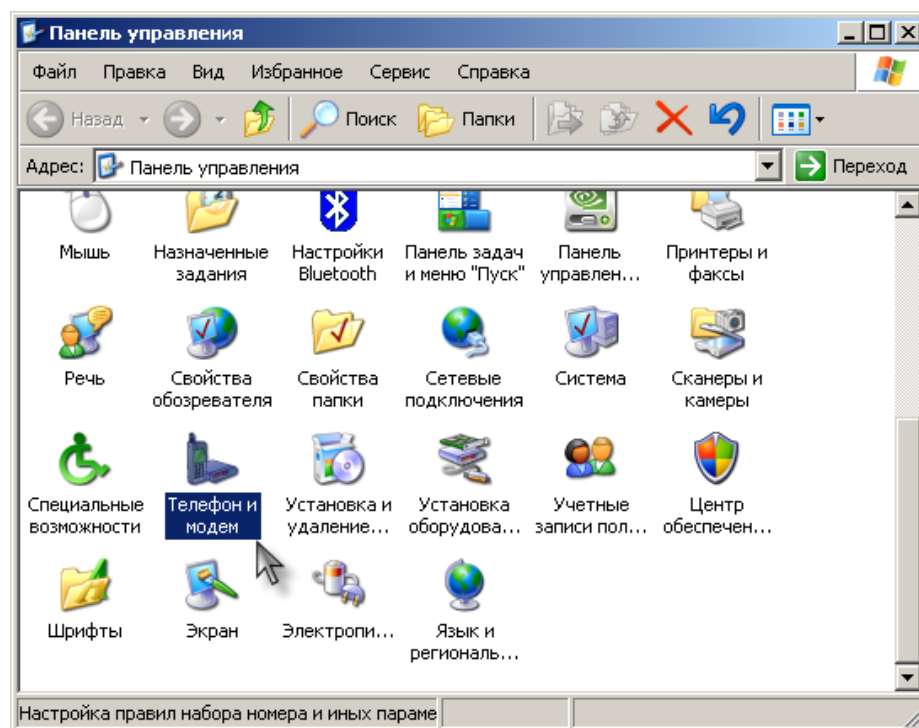 Панель управления
Файл Правка Вид Избранное Сервис Справка
Назад Поиск Папки
Адрес: Панель управления Переход
Мышь Назначенные Настройки Панель задач Панель Принтеры и
задания Bluetooth и меню "Пуск" управлен... факсы
Речь Свойства Свойства Сетевые Система Сканеры и
обозревателя папки подключения камеры
Специальные Телефон и Установка и Установка Учетные Центр
возможности модем удаление... оборудова... записи пол... обеспечен...
Шрифты Экран Электропи... Язык и
региональ...
Настройка правил набора номера и иных параме